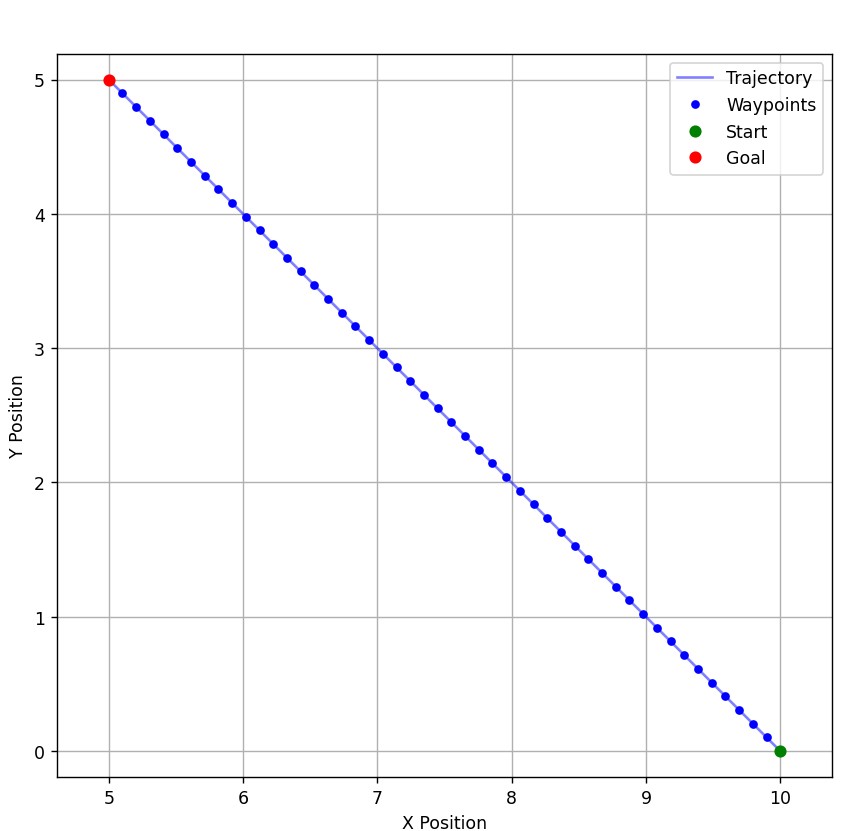 Trajectory
Waypoints
Start
Goal
5
4
3
2
1
0
Y Position
5 6 7 8 9 10
X Position